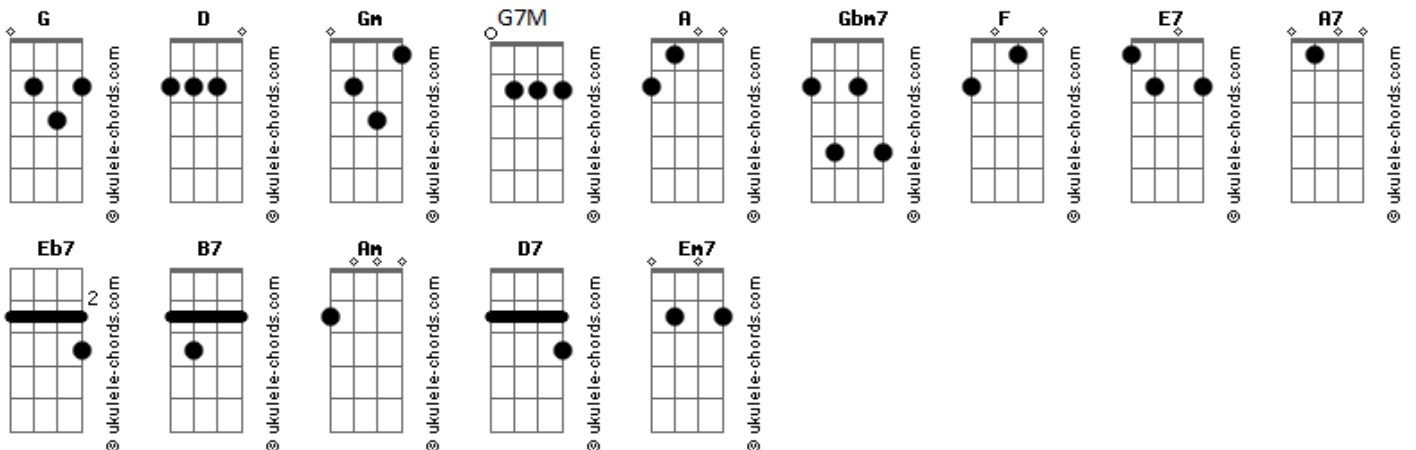 G D Gm G7M A Gbm7 F E7 A7
© ukulele-chords.com © ukulele-chords.com © ukulele-chords.com © ukulele-chords.com © ukulele-chords.com © ukulele-chords.com © ukulele-chords.com © ukulele-chords.com © ukulele-chords.com
Eb7 B7 Am D7 Em7
2
© ukulele-chords.com © ukulele-chords.com © ukulele-chords.com © ukulele-chords.com © ukulele-chords.com